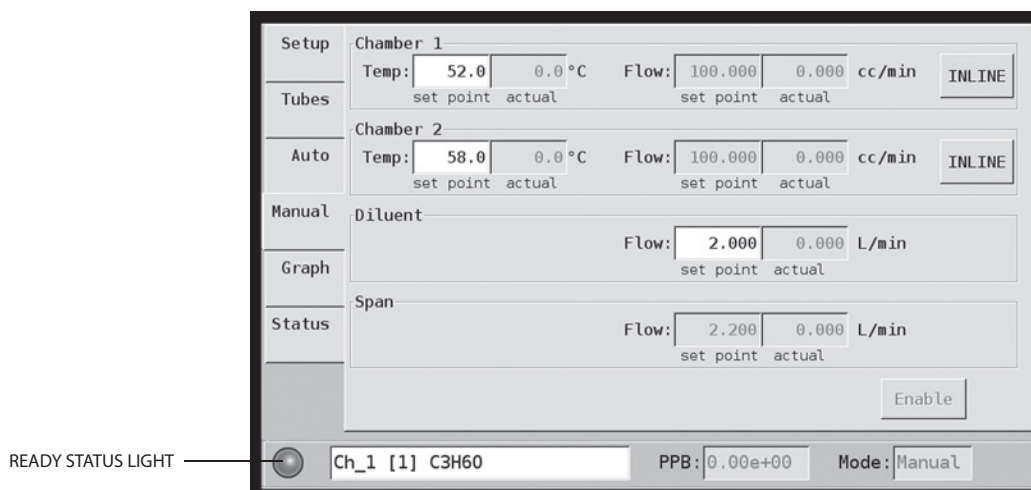 Setup
Tubes
Auto
Manual
Graph
Status
Chamber 1
Temp: 52.0 0.0 °C Flow: 100.000 0.000 cc/min INLINE
set point actual set point actual
Chamber 2
Temp: 58.0 0.0 °C Flow: 100.000 0.000 cc/min INLINE
set point actual set point actual
Diluent
Flow: 2.000 0.000 L/min
set point actual
Span
Flow: 2.200 0.000 L/min
set point actual
Enable
READY STATUS LIGHT
Ch_1 [1] C3H60 PPB: 0.00e+00 Mode: Manual